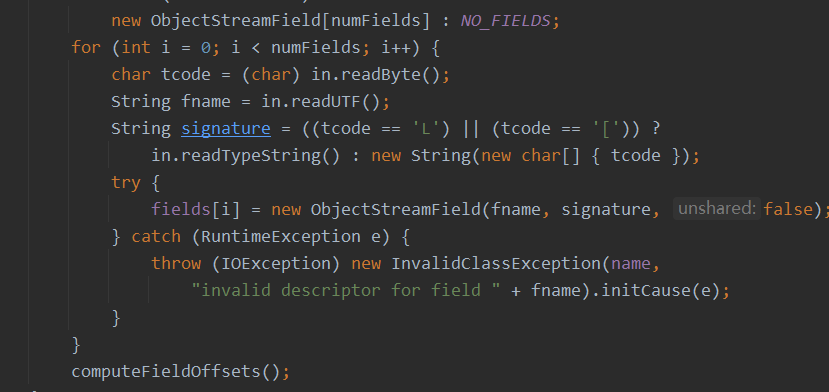 new ObjectStreamField[numFields] : NO_FIELDS;
for (int i = 0; i < numFields; i++) {
char tcode = (char) in.readByte();
String fname = in.readUTF();
String signature = ((tcode == 'L') || (tcode == '[')) ?
in.readTypeString() : new String(new char[] { tcode });
try {
fields[i] = new ObjectStreamField(fname, signature, unshared: false);
} catch (RuntimeException e) {
throw (IOException) new InvalidClassException(name,
"invalid descriptor for field " + fname).initCause(e);
}
}
computeFieldOffsets();